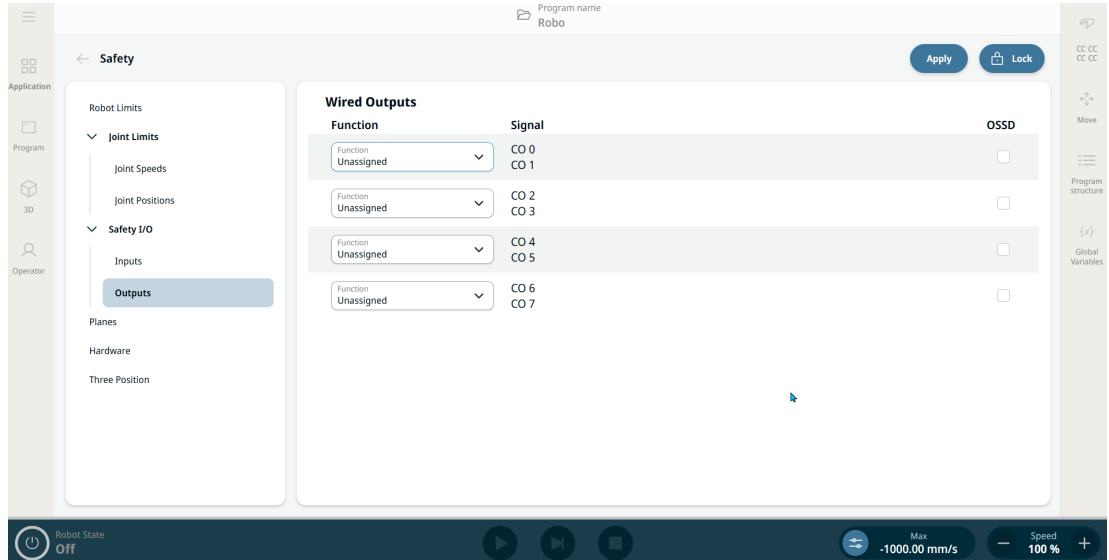 Program name
Robo
Safety
Apply
Lock
CC CC
CC CC
Application
Program
3D
Operator
Robot Limits
Joint Limits
Joint Speeds
Joint Positions
Safety I/O
Inputs
Outputs
Planes
Hardware
Three Position
Wired Outputs
Function
Signal
OSSD
Function
Unassigned
CO 0
CO 1
Function
Unassigned
CO 2
CO 3
Function
Unassigned
CO 4
CO 5
Function
Unassigned
CO 6
CO 7
Move
Program
structure
{x}
Global
Variables
Robot State
Off
Max
-1000.00 mm/s
Speed
100 %